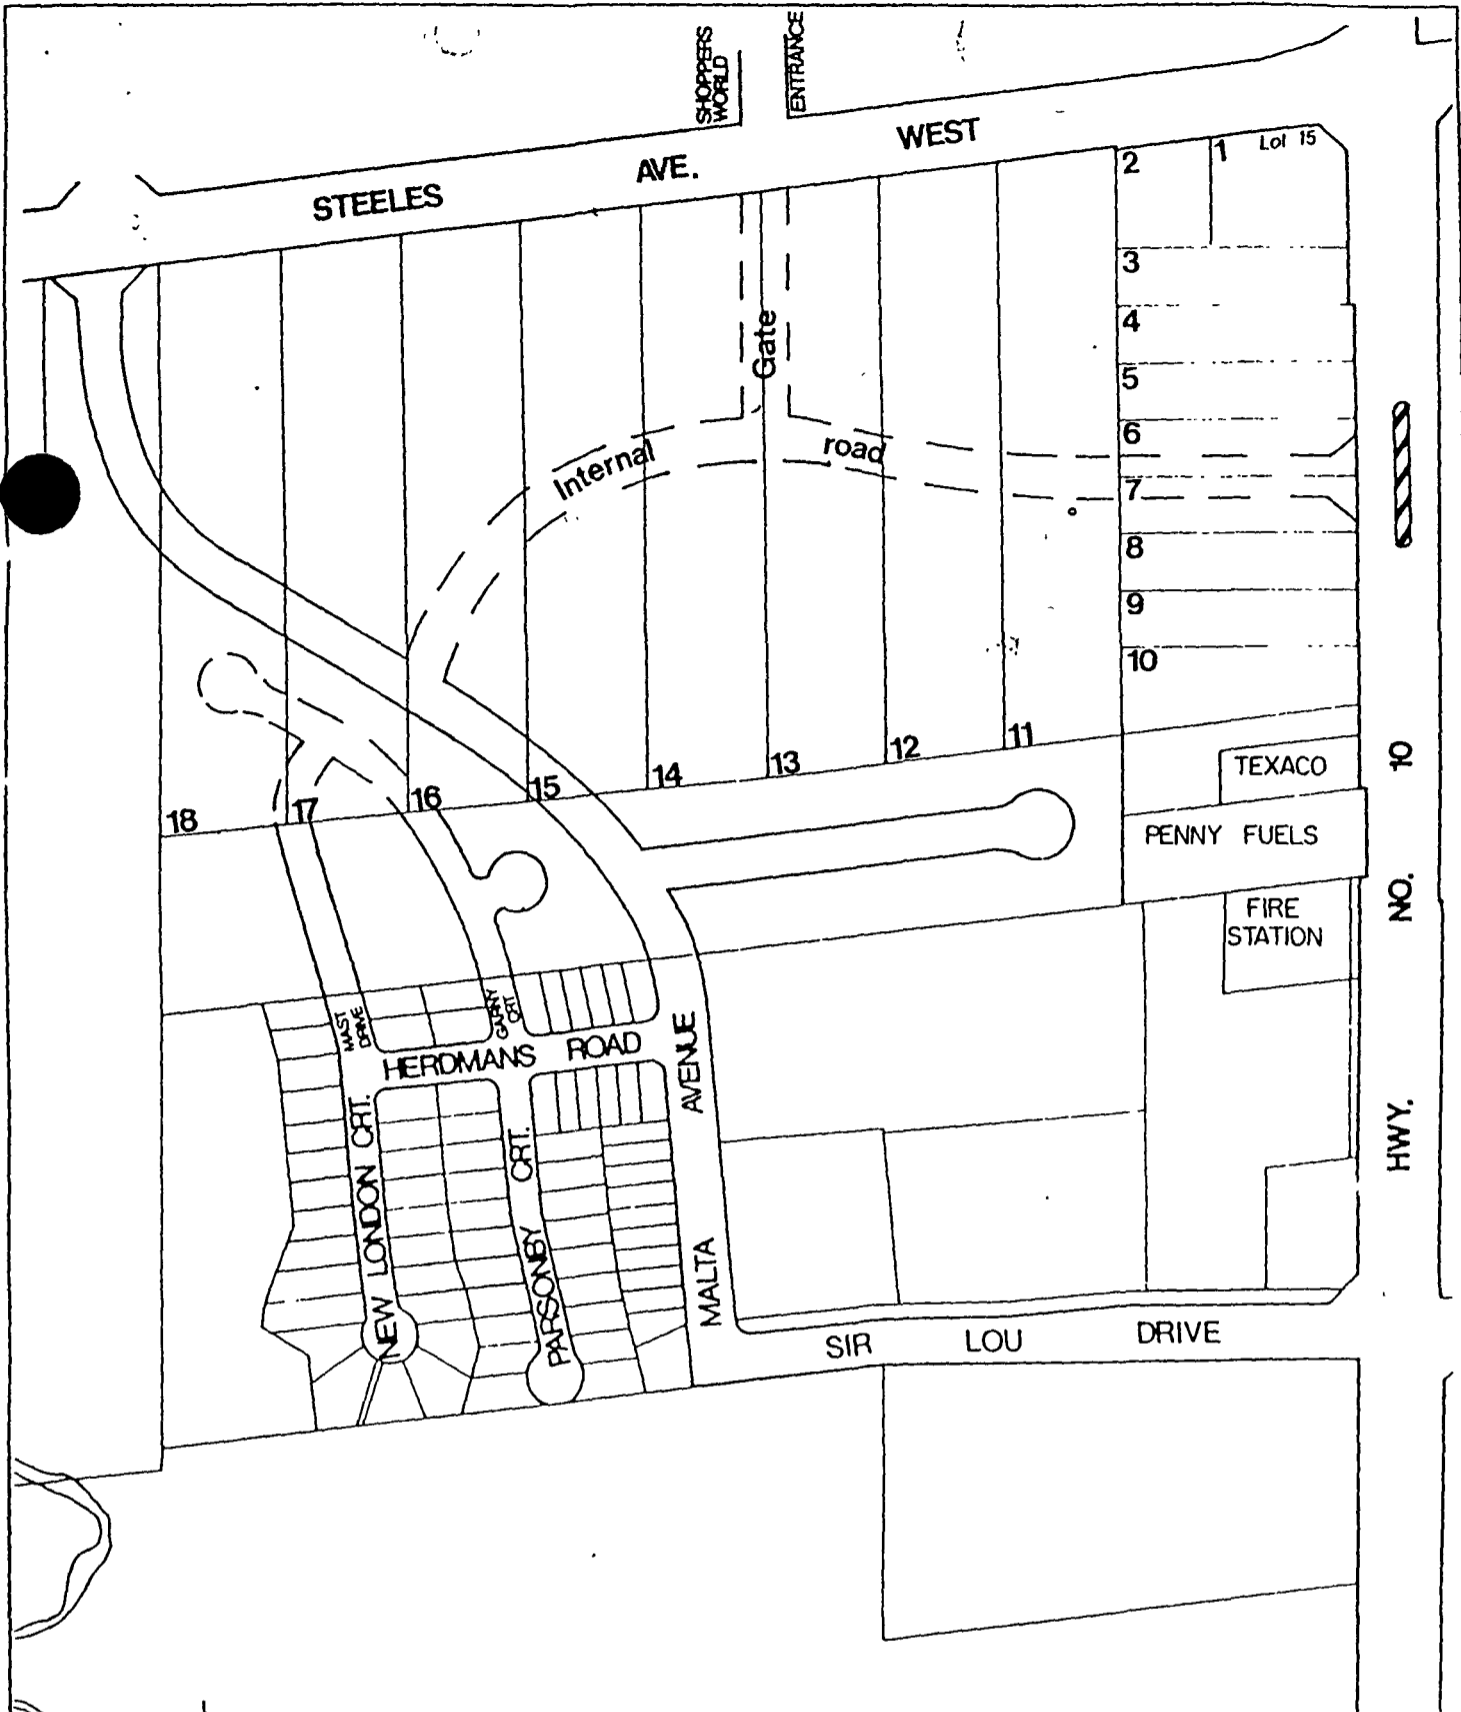 SHOPPERS
WORLD
ENTRANCE
STEELES AVE. WEST
2
1
Lot 15
3
4
5
6
7
8
9
10
Gate
Internal road
11
12
13
14
15
16
17
18
TEXACO
PENNY FUELS
FIRE
STATION
HWY. NO. 10
MAST
DRIVE
GARNY
CRT.
HERDMANS ROAD
MALTA AVENUE
NEW LONDON CRT.
PARSONBY CRT.
SIR LOU DRIVE